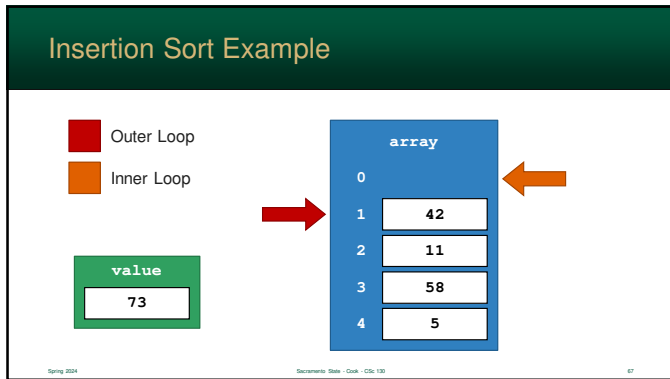 Insertion Sort Example
Outer Loop
Inner Loop
array
0
1 42
2 11
3 58
4 5
value
73
Spring 2024 Sacramento State - Cook - CSc 130 67